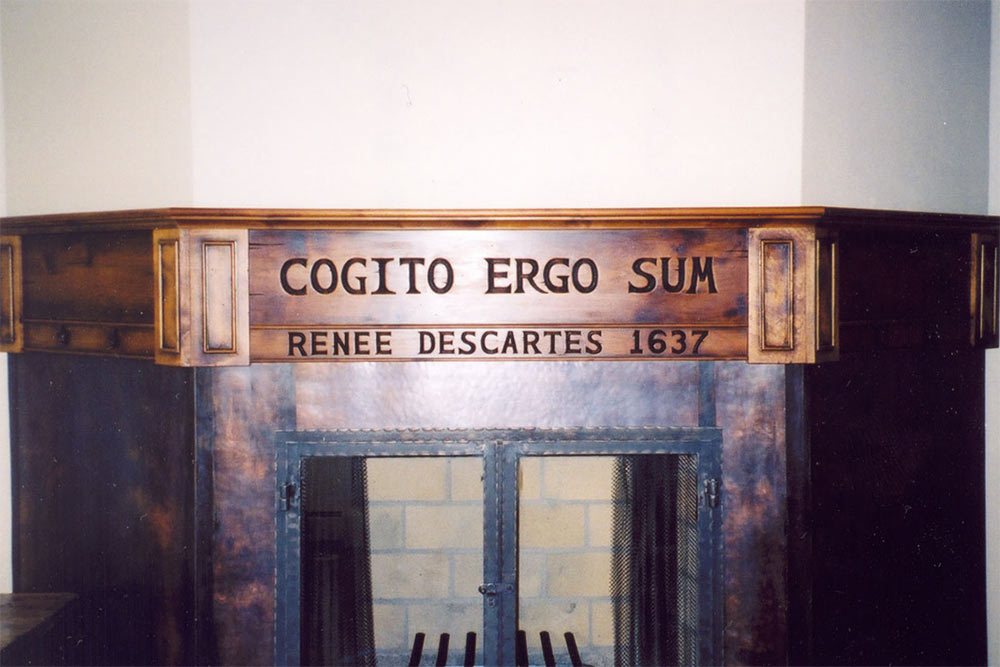 COGITO ERGO SUM
RENEE DESCARTES 1637